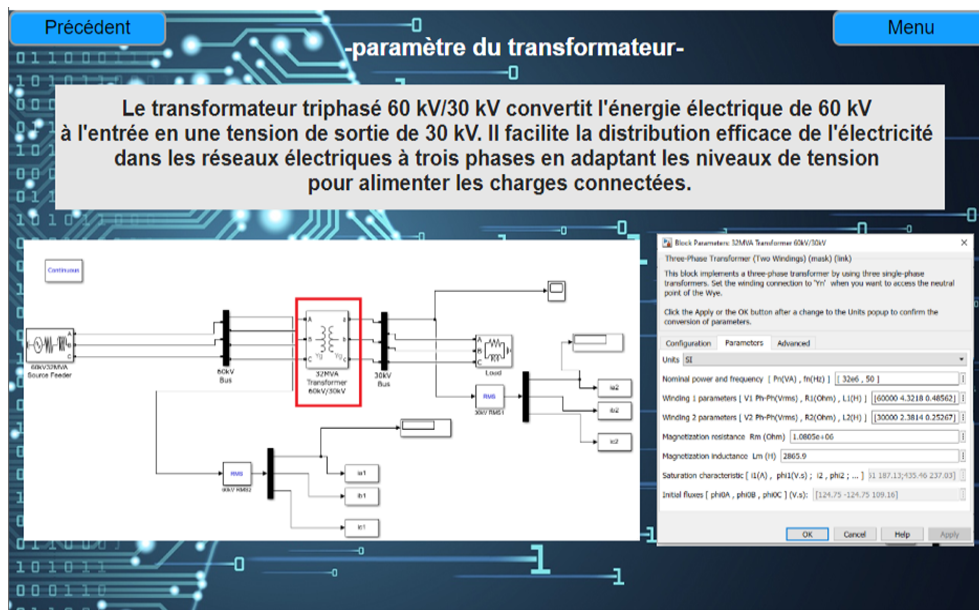 Précédent
Menu
-paramètre du transformateur-
Le transformateur triphasé 60 kV/30 kV convertit l'énergie électrique de 60 kV
à l'entrée en une tension de sortie de 30 kV. Il facilite la distribution efficace de l'électricité
dans les réseaux électriques à trois phases en adaptant les niveaux de tension
pour alimenter les charges connectées.
Continuous
A
B
C
60kV32MVA
Source Feeder
60kV
Bus
32MVA
Transformer
60kV/30kV
30kV
Bus
A
B
C
Load
RMS
30kV RMS1
ia2
ib2
ic2
RMS
60kV RMS2
ia1
ib1
ic1
Block Parameters: 32MVA Transformer 60kV/30kV
Three-Phase Transformer (Two Windings) (mask) (link)
This block implements a three-phase transformer by using three single-phase
transformers. Set the winding connection to 'Yn' when you want to access the neutral
point of the Wye.
Click the Apply or the OK button after a change to the Units popup to confirm the
conversion of parameters.
Configuration Parameters Advanced
Units SI
Nominal power and frequency [ Pn(VA) , fn(Hz) ] [ 32e6 , 50 ]
Winding 1 parameters [ V1 Ph-Ph(Vrms) , R1(Ohm) , L1(H) ] [60000 4.3218 0.48562]
Winding 2 parameters [ V2 Ph-Ph(Vrms) , R2(Ohm) , L2(H) ] [30000 2.3814 0.25267]
Magnetization resistance Rm (Ohm) 1.0805e+06
Magnetization inductance Lm (H) 2865.9
Saturation characteristic [ i1(A) , phi1(V.s) ; i2 , phi2 ; ... ] 187.13;435.46 237.03]
Initial fluxes [ phi0A , phi0B , phi0C ] (V.s): [124.75 -124.75 109.16]
OK Cancel Help Apply